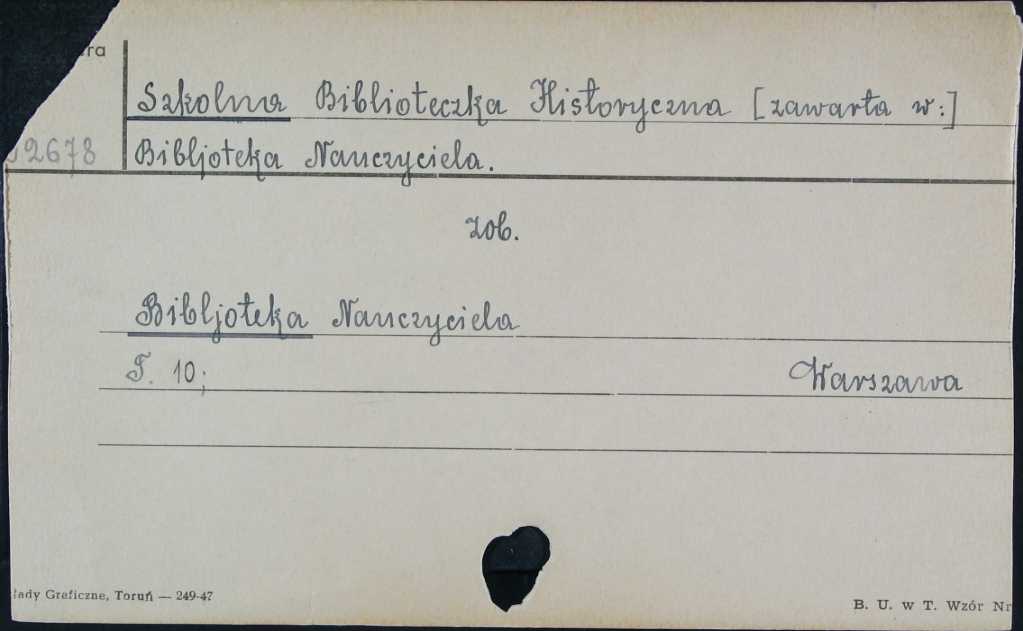 ra
Szkolna Biblioteczka Historyczna [zawarta w:]
2678 Bibljoteka Nauczyciela.
zob.
Bibljoteka Nauczyciela
T. 10; Warszawa
łady Graficzne, Toruń — 249-47
B. U. w T. Wzór Nr